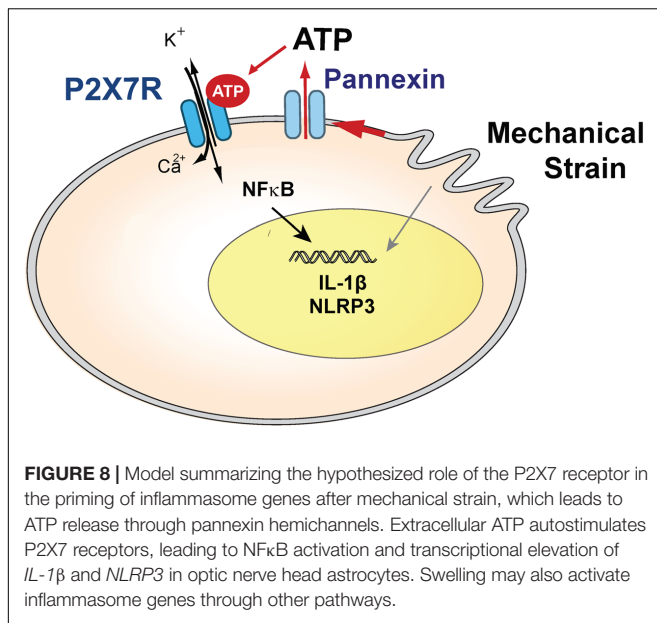 K+
ATP
P2X7R
ATP
Pannexin
Mechanical
Strain
Ca2+
NFκB
IL-1β
NLRP3
FIGURE 8 | Model summarizing the hypothesized role of the P2X7 receptor in
the priming of inflammasome genes after mechanical strain, which leads to
ATP release through pannexin hemichannels. Extracellular ATP autostimulates
P2X7 receptors, leading to NFκB activation and transcriptional elevation of
IL-1β and NLRP3 in optic nerve head astrocytes. Swelling may also activate
inflammasome genes through other pathways.